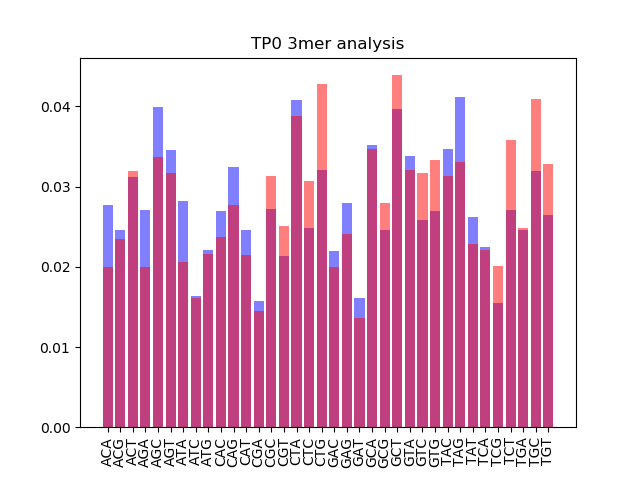 TP0 3mer analysis
0.04
0.03
0.02
0.01
0.00
ACA
ACG
ACT
AGA
AGC
AGT
ATA
ATC
ATG
CAC
CAG
CAT
CGA
CGC
CGT
CTA
CTC
CTG
GAC
GAG
GAT
GCA
GCG
GCT
GTA
GTC
GTG
TAC
TAG
TAT
TCA
TCG
TCT
TGA
TGC
TGT